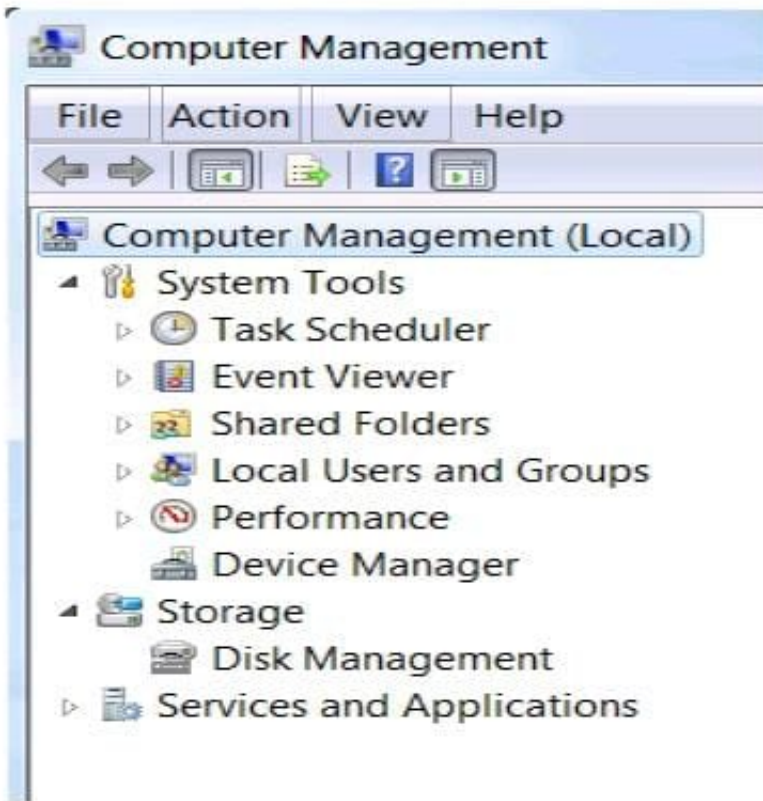 Computer Management
File Action View Help
?
Computer Management (Local)
System Tools
Task Scheduler
Event Viewer
Shared Folders
Local Users and Groups
Performance
Device Manager
Storage
Disk Management
Services and Applications